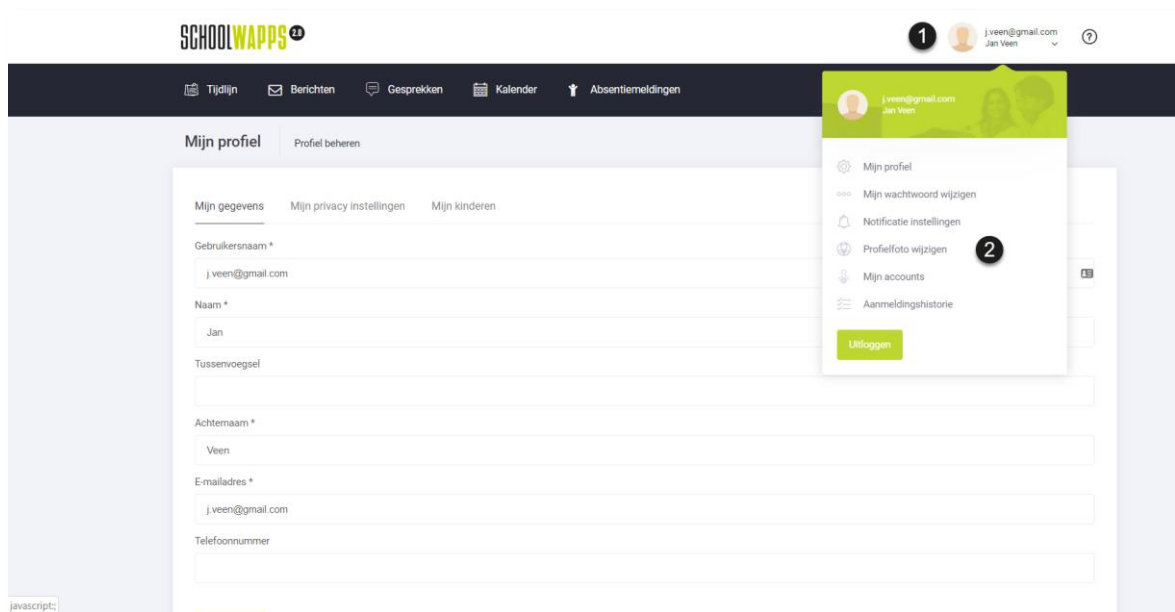 SCHOOLWAPPS 2.0
1
j.veen@gmail.com
Jan Veen
?
Tijdlijn
Berichten
Gesprekken
Kalender
Absentiemeldingen
j.veen@gmail.com
Jan Veen
Mijn profiel
Profiel beheren
Mijn profiel
Mijn wachtwoord wijzigen
Notificatie instellingen
Profielfoto wijzigen
2
Mijn accounts
Aanmeldingshistorie
Uitloggen
Mijn gegevens
Mijn privacy instellingen
Mijn kinderen
Gebruikersnaam *
j.veen@gmail.com
Naam *
Jan
Tussenvoegsel
Achternaam *
Veen
E-mailadres *
j.veen@gmail.com
Telefoonnummer
javascript:;